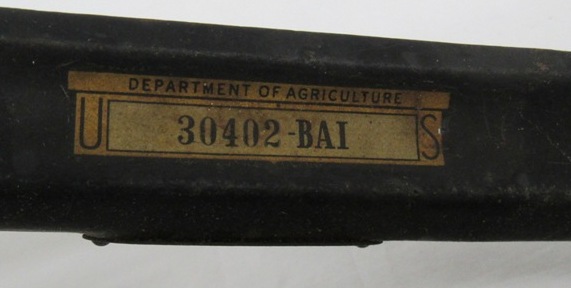 DEPARTMENT OF AGRICULTURE
U 30402-BAI S